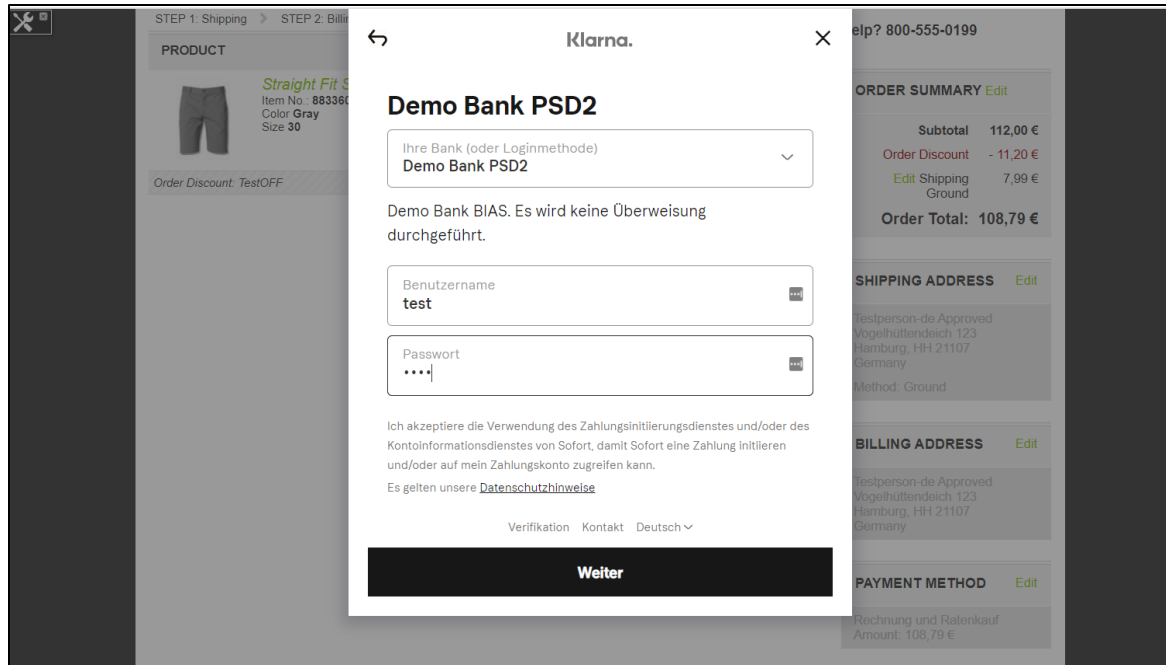 STEP 1: Shipping > STEP 2: Billi
PRODUCT
Straight Fit S
Item No.: 883360
Color Gray
Size 30
Order Discount: TestOFF
Klarna.
Demo Bank PSD2
Ihre Bank (oder Loginmethode)
Demo Bank PSD2
Demo Bank BIAS. Es wird keine Überweisung
durchgeführt.
Benutzername
test
Passwort
••••
Ich akzeptiere die Verwendung des Zahlungsinitiierungsdienstes und/oder des
Kontoinformationsdienstes von Sofort, damit Sofort eine Zahlung initiieren
und/oder auf mein Zahlungskonto zugreifen kann.
Es gelten unsere Datenschutzhinweise
Verifikation Kontakt Deutsch
Weiter
elp? 800-555-0199
ORDER SUMMARY Edit
Subtotal 112,00 €
Order Discount - 11,20 €
Edit Shipping 7,99 €
Ground
Order Total: 108,79 €
SHIPPING ADDRESS Edit
Testperson-de Approved
Vogelhüttendeich 123
Hamburg, HH 21107
Germany
Method: Ground
BILLING ADDRESS Edit
Testperson-de Approved
Vogelhüttendeich 123
Hamburg, HH 21107
Germany
PAYMENT METHOD Edit
Rechnung und Ratenkauf
Amount: 108,79 €